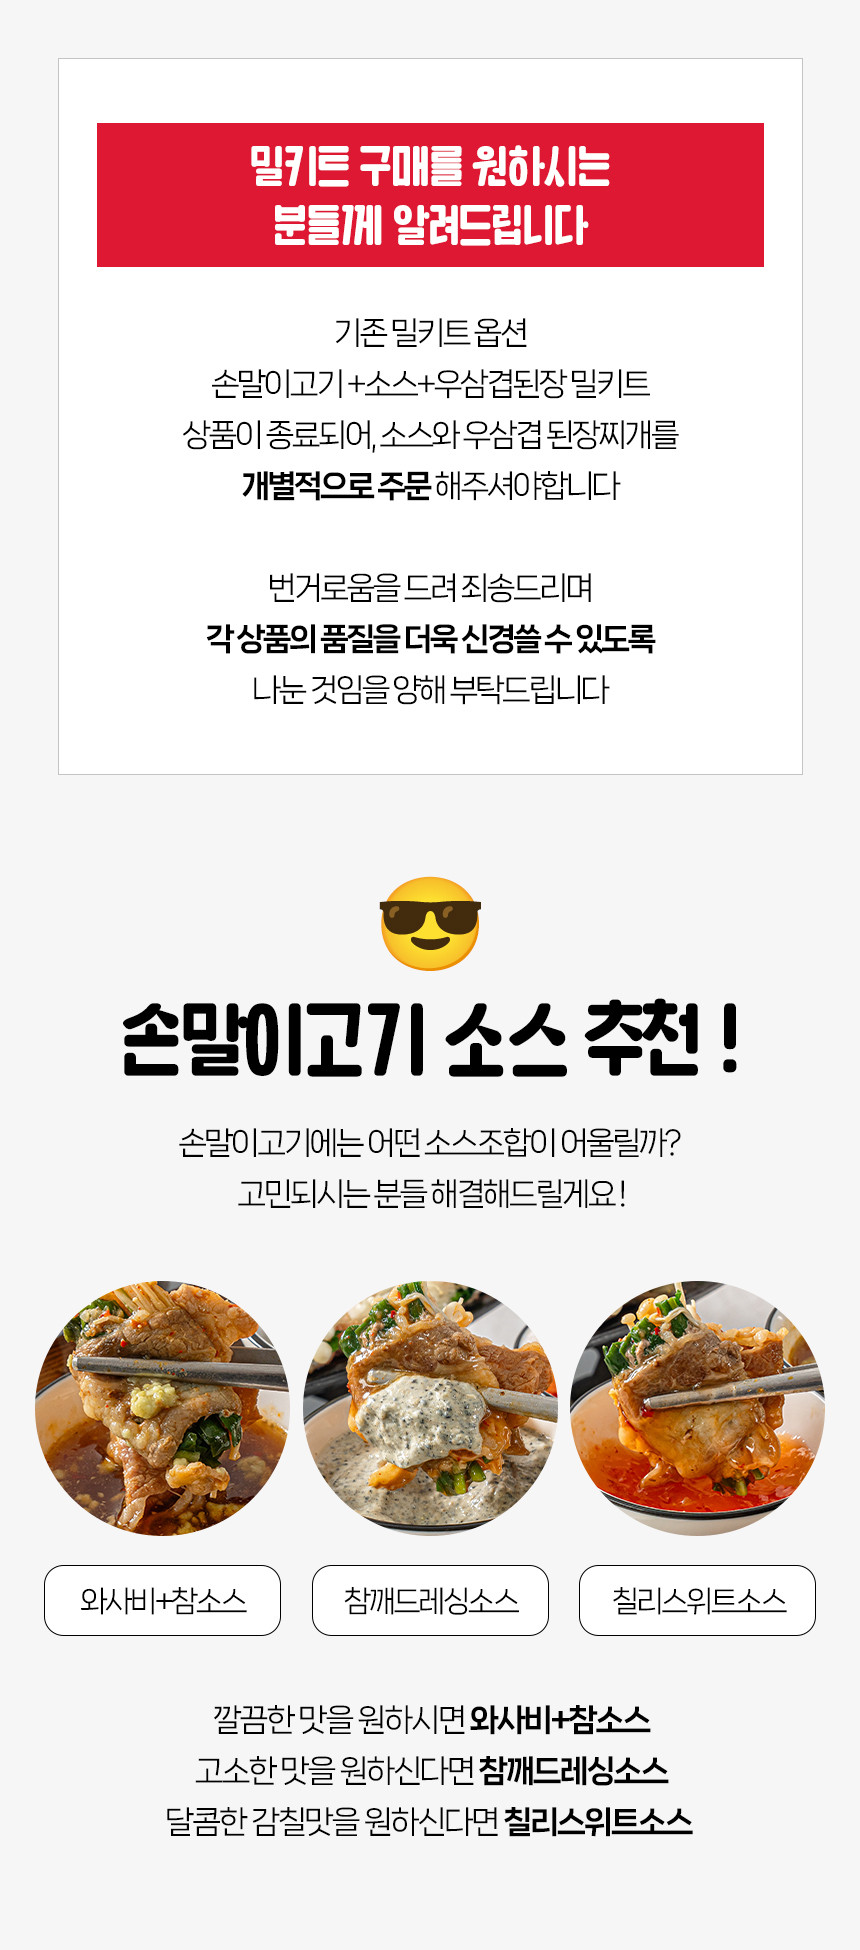 밀키트 구매를 원하시는
분들께 알려드립니다
기존 밀키트 옵션
손말이고기+소스+우삼겹된장 밀키트
상품이 종료되어, 소스와 우삼겹 된장찌개를
개별적으로 주문 해주셔야합니다
번거로움을 드려 죄송드리며
각 상품의 품질을 더욱 신경쓸 수 있도록
나눈 것임을 양해 부탁드립니다
손말이고기 소스 추천 !
손말이고기에는 어떤 소스조합이 어울릴까?
고민되시는 분들 해결해드릴게요!
와사비+참소스
참깨드레싱소스
칠리스위트소스
깔끔한 맛을 원하시면 와사비+참소스
고소한 맛을 원하신다면 참깨드레싱소스
달콤한 감칠맛을 원하신다면 칠리스위트소스